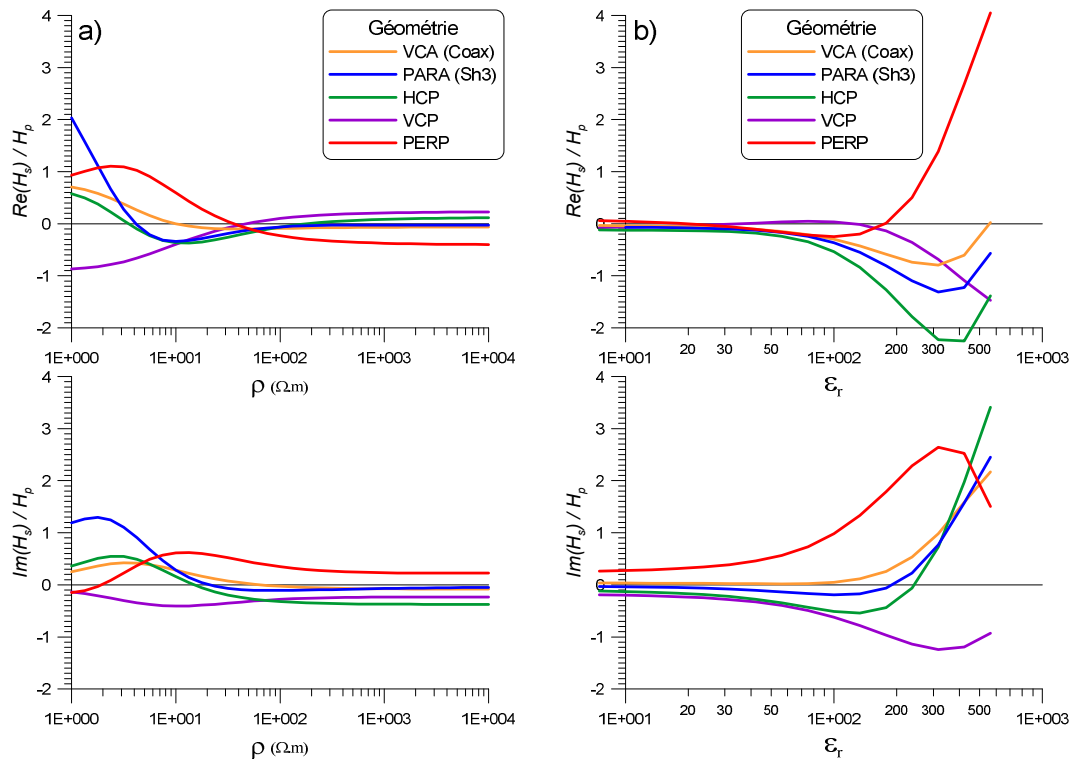 a)
Géométrie
VCA (Coax)
PARA (Sh3)
HCP
VCP
PERP
Re(Hs) / Hp
4
3
2
1
0
-1
-2
1E+000 1E+001 1E+002 1E+003 1E+004
ρ (Ω.m)
b)
Géométrie
VCA (Coax)
PARA (Sh3)
HCP
VCP
PERP
Re(Hs) / Hp
4
3
2
1
0
-1
-2
1E+001 20 30 50 1E+002 200 300 500 1E+003
εr
Im(Hs) / Hp
4
3
2
1
0
-1
-2
1E+000 1E+001 1E+002 1E+003 1E+004
ρ (Ω.m)
Im(Hs) / Hp
4
3
2
1
0
-1
-2
1E+001 20 30 50 1E+002 200 300 500 1E+003
εr